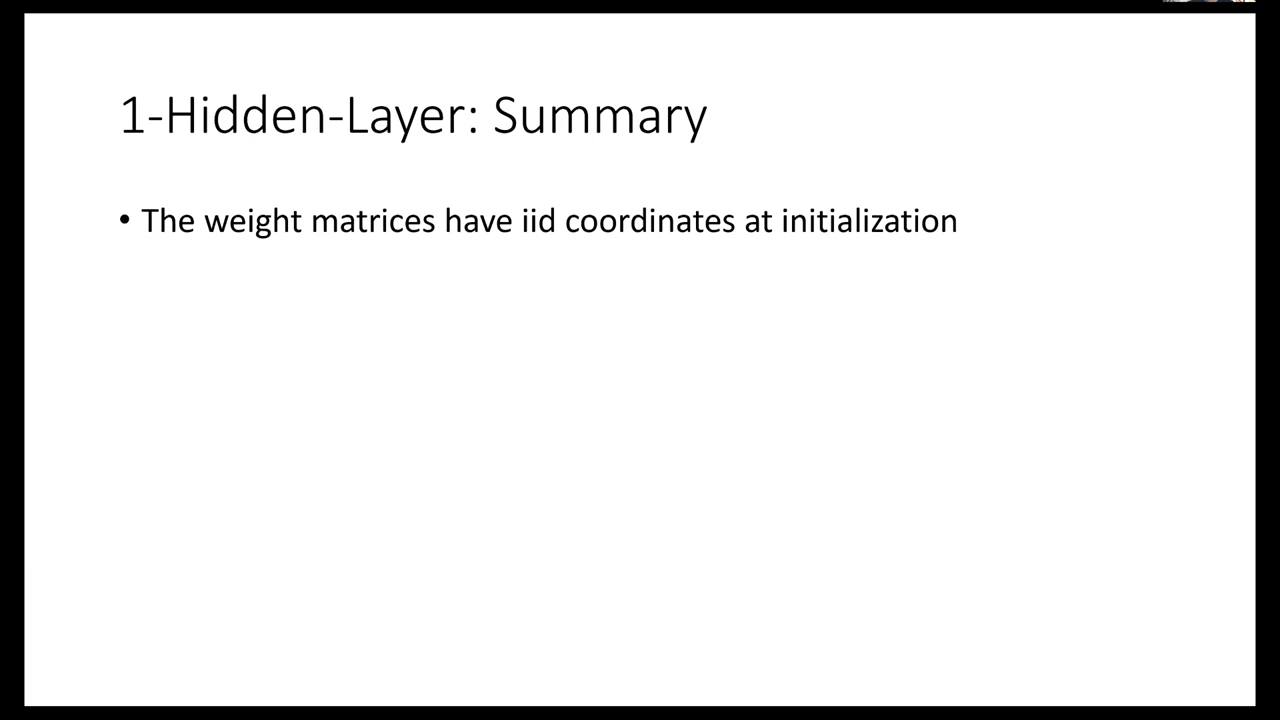 1-Hidden-Layer: Summary
• The weight matrices have iid coordinates at initialization